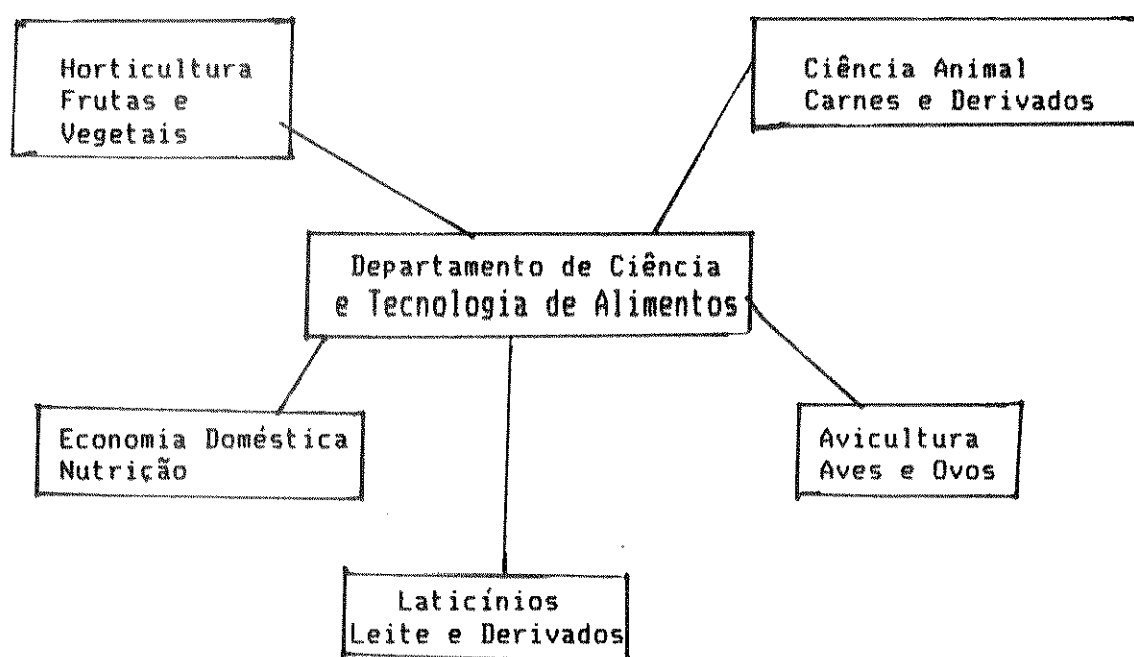 Horticultura
Frutas e
Vegetais
Ciência Animal
Carnes e Derivados
Departamento de Ciência
e Tecnologia de Alimentos
Economia Doméstica
Nutrição
Avicultura
Aves e Ovos
Laticínios
Leite e Derivados